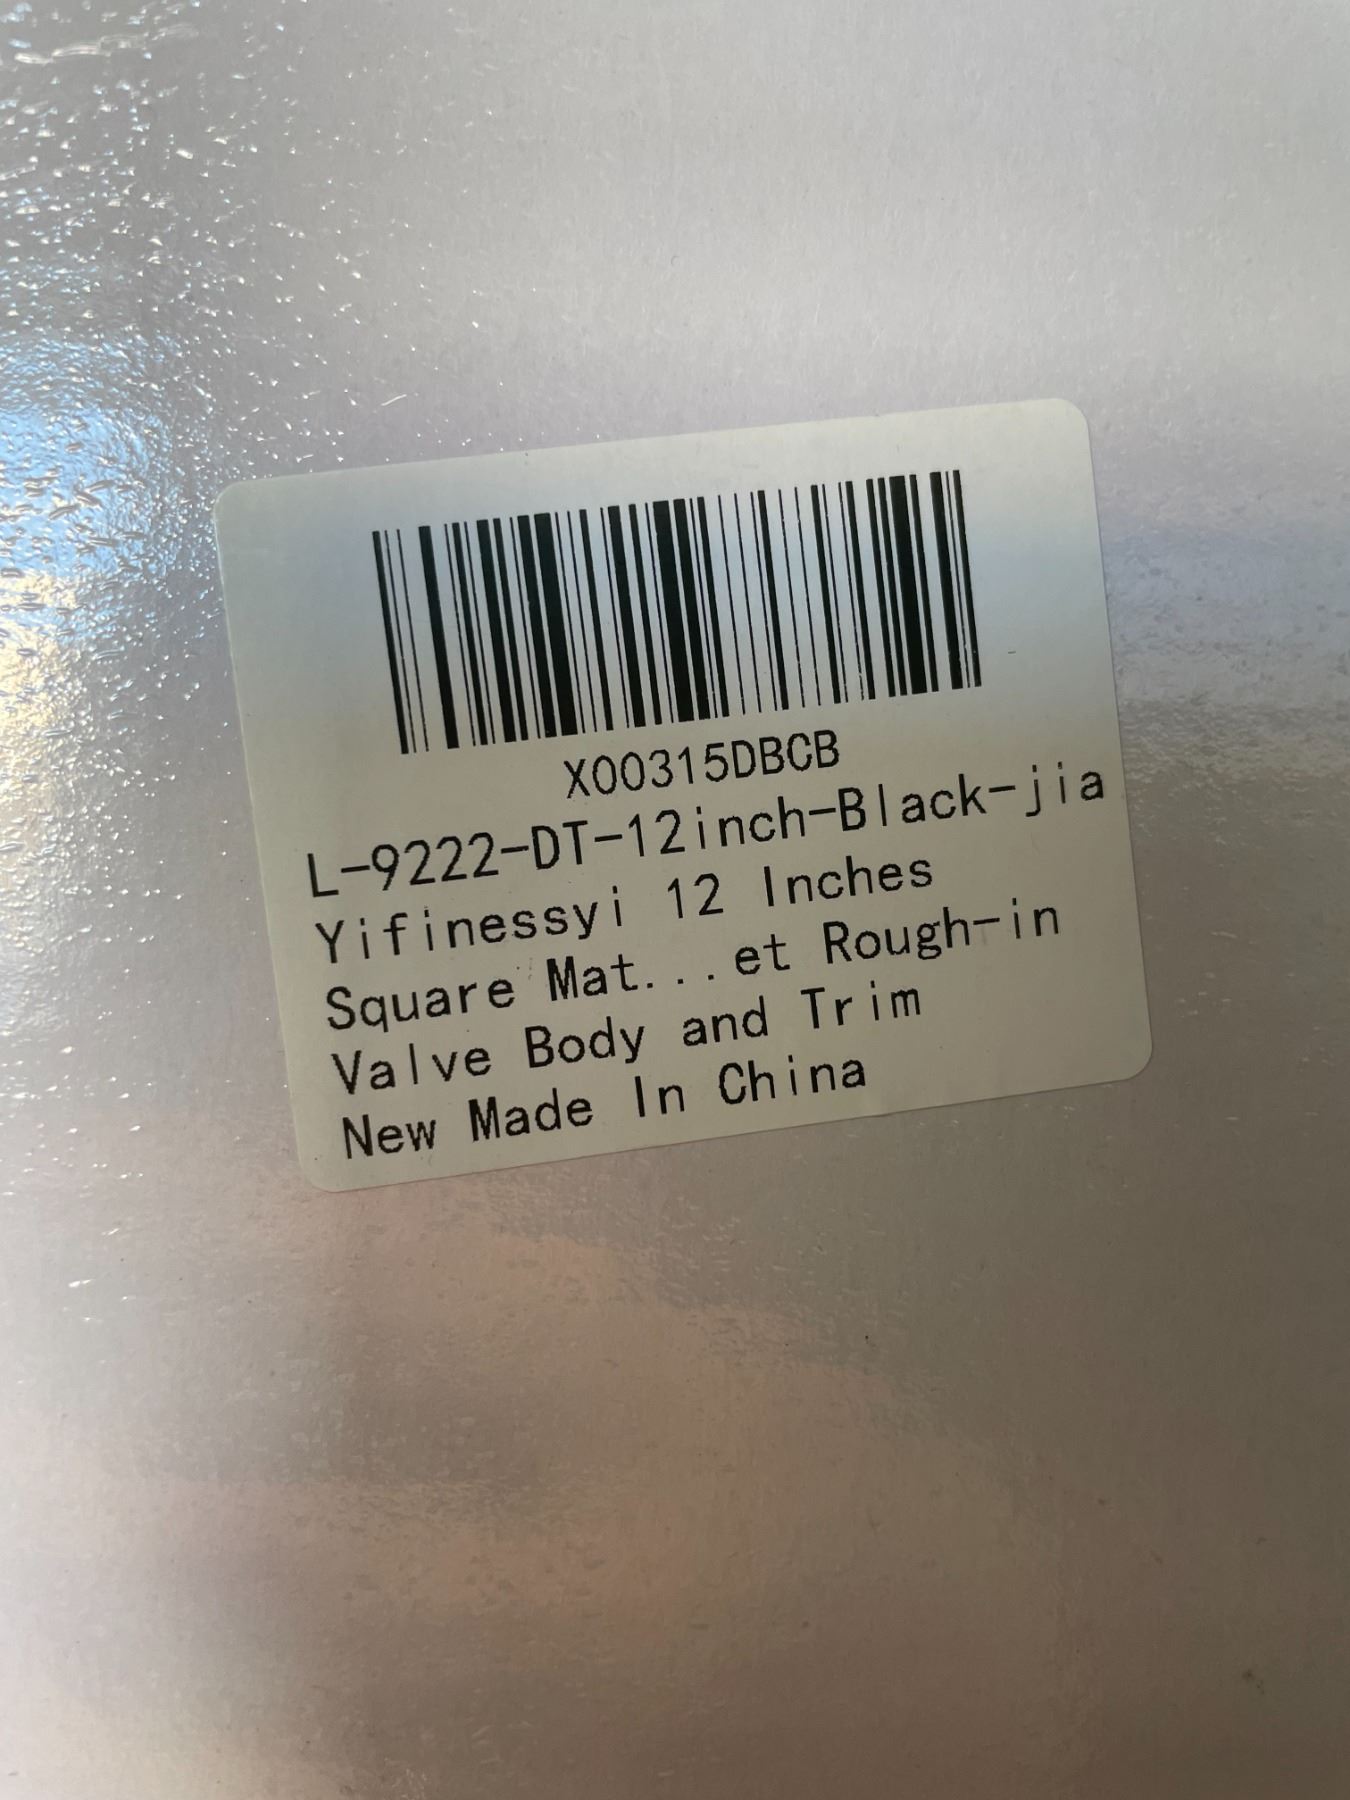 X00315DBCB
L-9222-DT-12inch-Black-jia
Yifinessyi 12 Inches
Square Mat...et Rough-in
Valve Body and Trim
New Made In China